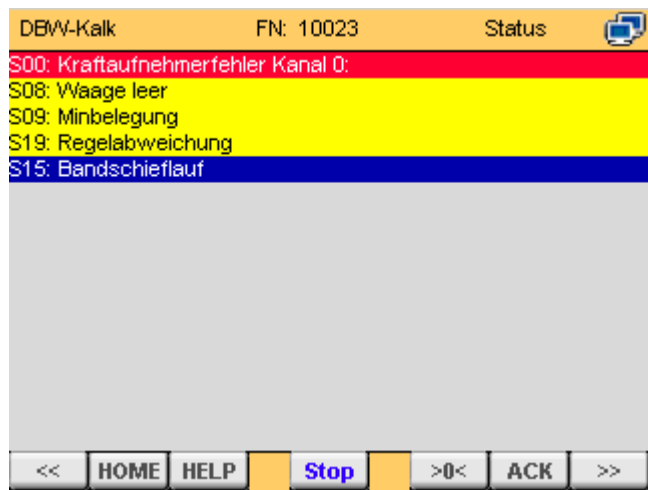 DBW-Kalk FN: 10023 Status
S00: Kraftaufnehmerfehler Kanal 0:
S08: Waage leer
S09: Minbelegung
S19: Regelabweichung
S15: Bandschieflauf
<< HOME HELP Stop >0< ACK >>